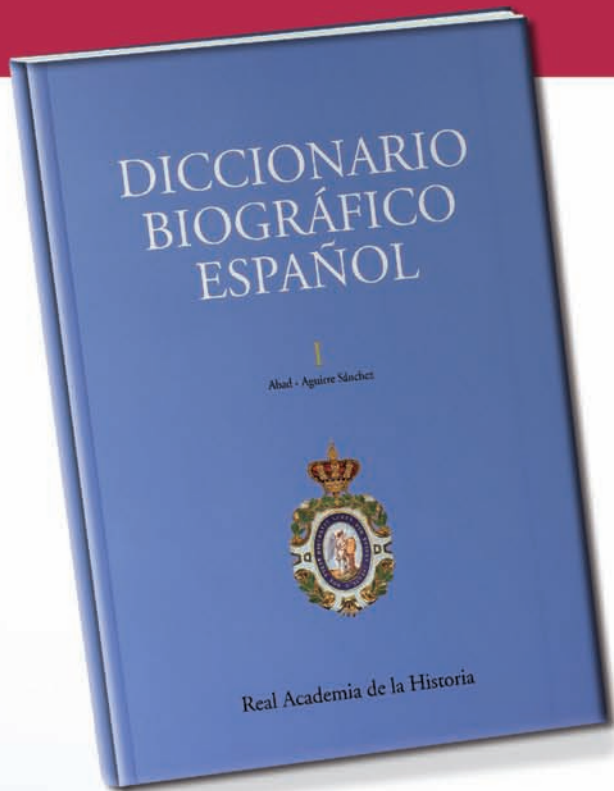 DICCIONARIO
BIOGRÁFICO
ESPAÑOL
I
Abad - Aguirre Sánchez
Real Academia de la Historia